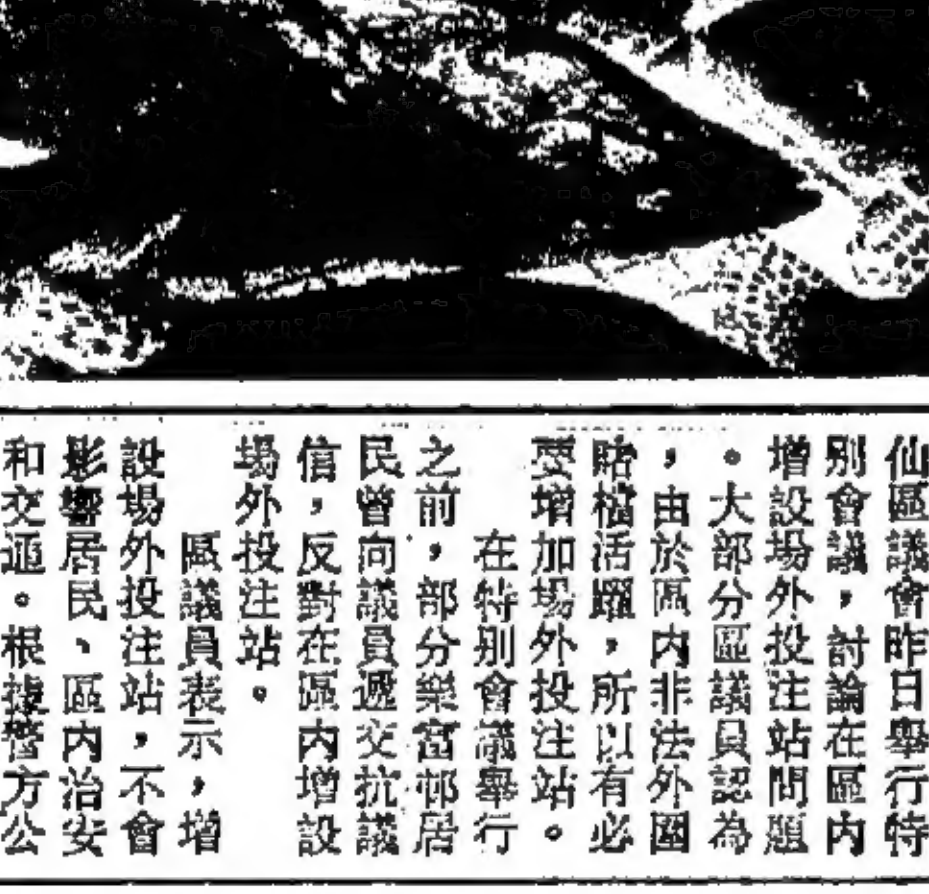 仙區議會昨日舉行特
別會議，討論在區內
增設場外投注站問題
。大部分區議員認為
，由於區內非法外圍
賭檔活躍，所以有必
要增加場外投注站。
在特別會議舉行
之前，部分樂富邨居
民曾向議員遞交抗議
信，反對在區內增設
場外投注站。
區議員表示，增
設場外投注站，不會
影響居民、區內治安
和交通。根據警方公